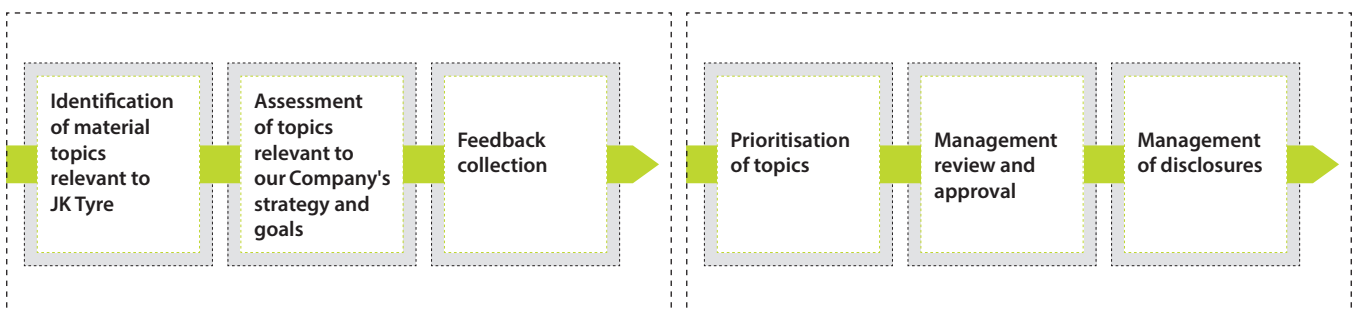 Identification
of material
topics
relevant to
JK Tyre
Assessment
of topics
relevant to
our Company's
strategy and
goals
Feedback
collection
Prioritisation
of topics
Management
review and
approval
Management
of disclosures